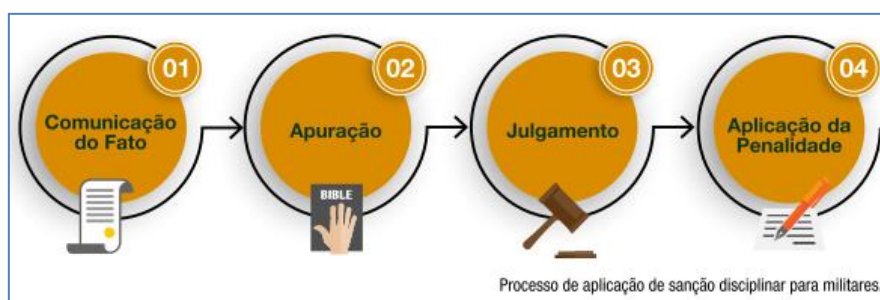 01
Comunicação
do Fato
02
Apuração
BIBLE
03
Julgamento
04
Aplicação da
Penalidade
Processo de aplicação de sanção disciplinar para militares